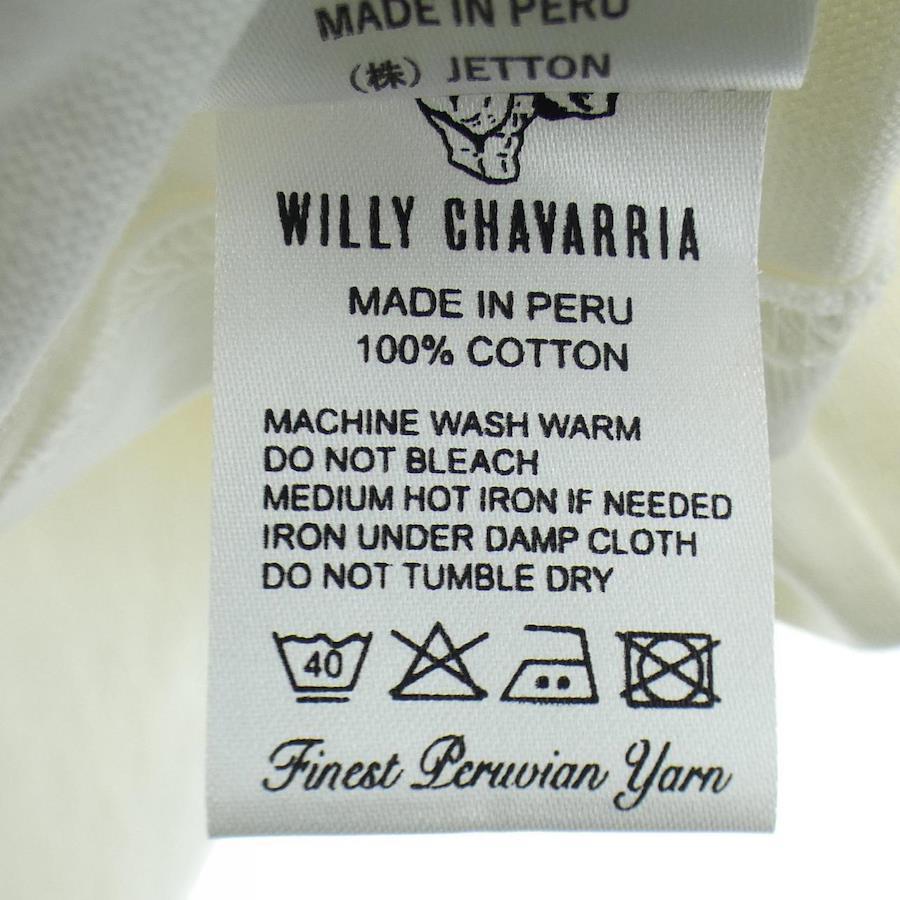 MADE IN PERU
（株） JETTON
WILLY CHAVARRIA
MADE IN PERU
100% COTTON
MACHINE WASH WARM
DO NOT BLEACH
MEDIUM HOT IRON IF NEEDED
IRON UNDER DAMP CLOTH
DO NOT TUMBLE DRY
40
Finest Peruvian Yarn